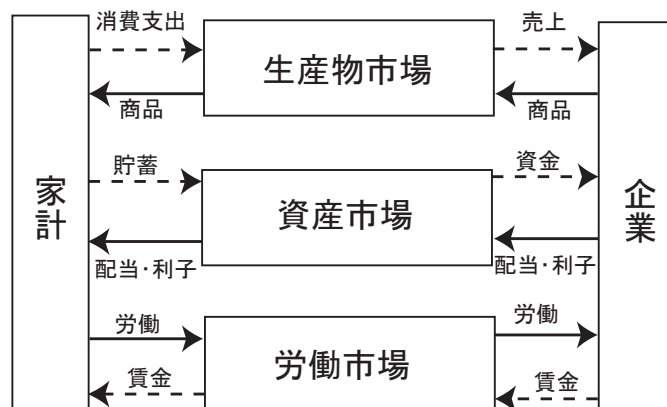 消費支出
売上
生産物市場
商品
商品
貯蓄
資金
家計
資産市場
企業
配当・利子
配当・利子
労働
労働
労働市場
賃金
賃金